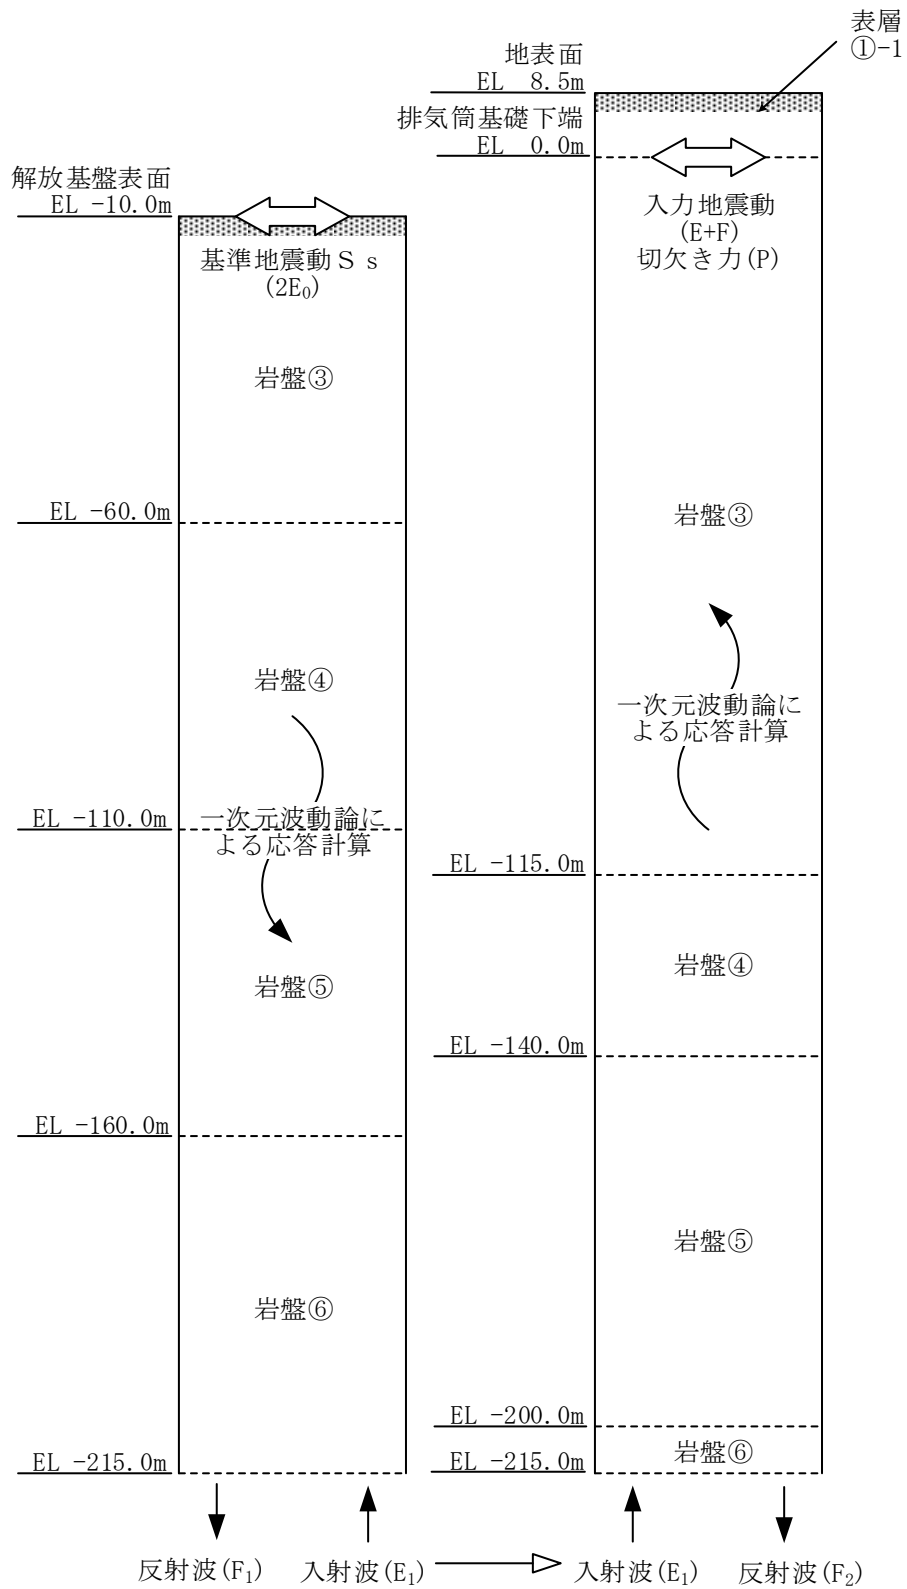 表層
①-1
地表面
EL 8.5m
排気筒基礎下端
EL 0.0m
解放基盤表面
EL -10.0m
基準地震動Ｓｓ
(2E₀)
入力地震動
(E+F)
切欠き力(P)
岩盤③
EL -60.0m
岩盤③
岩盤④
一次元波動論に
よる応答計算
EL -110.0m
一次元波動論に
よる応答計算
EL -115.0m
岩盤④
岩盤⑤
EL -140.0m
EL -160.0m
岩盤⑤
岩盤⑥
EL -200.0m
岩盤⑥
EL -215.0m
EL -215.0m
反射波(F₁)
入射波(E₁)
入射波(E₁)
反射波(F₂)